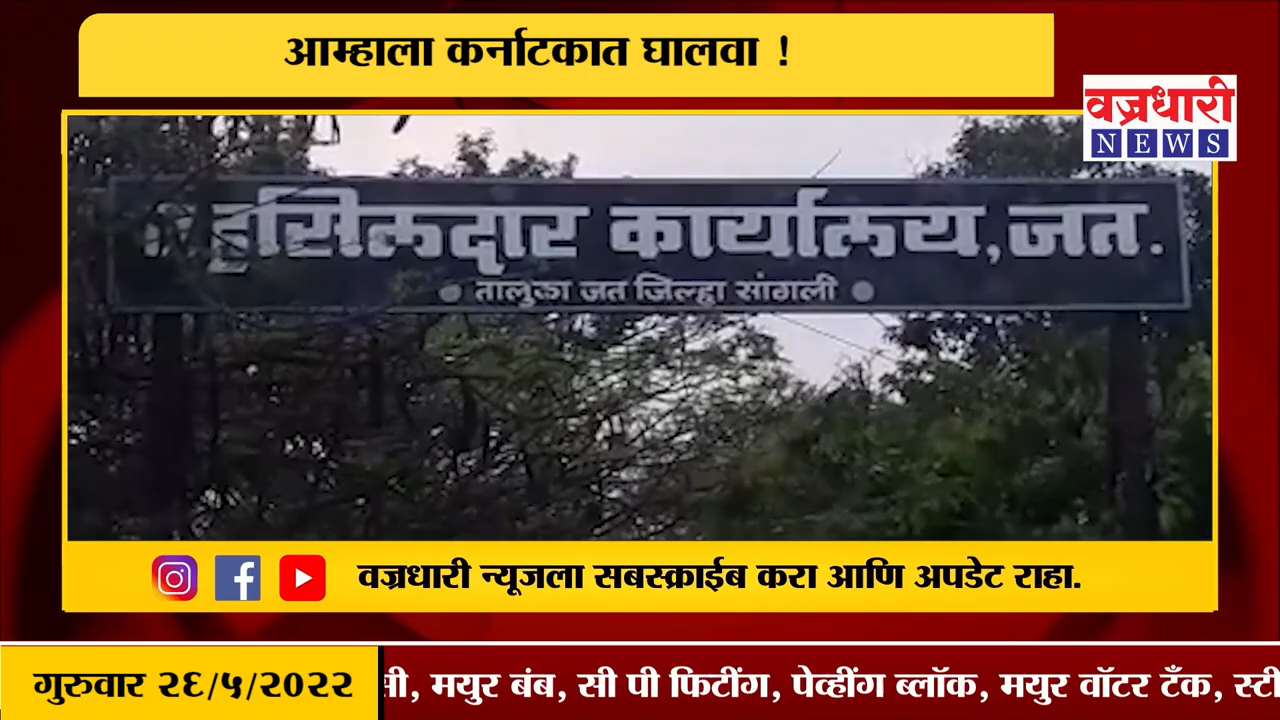 आम्हाला कर्नाटकात घालवा !
वज्रधारी
NEWS
तहसिलदार कार्यालय, जत.
तालुका जत जिल्हा सांगली
वज्रधारी न्यूजला सबस्क्राईब करा आणि अपडेट राहा.
गुरुवार २६/५/२०२२
सी, मयुर बंब, सी पी फिटींग, पेव्हींग ब्लॉक, मयुर वॉटर टँक, स्टी